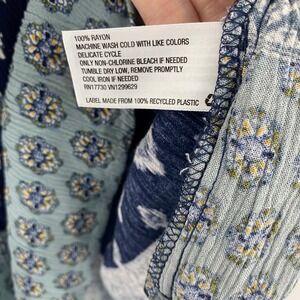 100% RAYON
MACHINE WASH COLD WITH LIKE COLORS
DELICATE CYCLE
ONLY NON-CHLORINE BLEACH IF NEEDED
TUMBLE DRY LOW, REMOVE PROMPTLY
COOL IRON IF NEEDED
RN17730 VN1299629
LABEL MADE FROM 100% RECYCLED PLASTIC